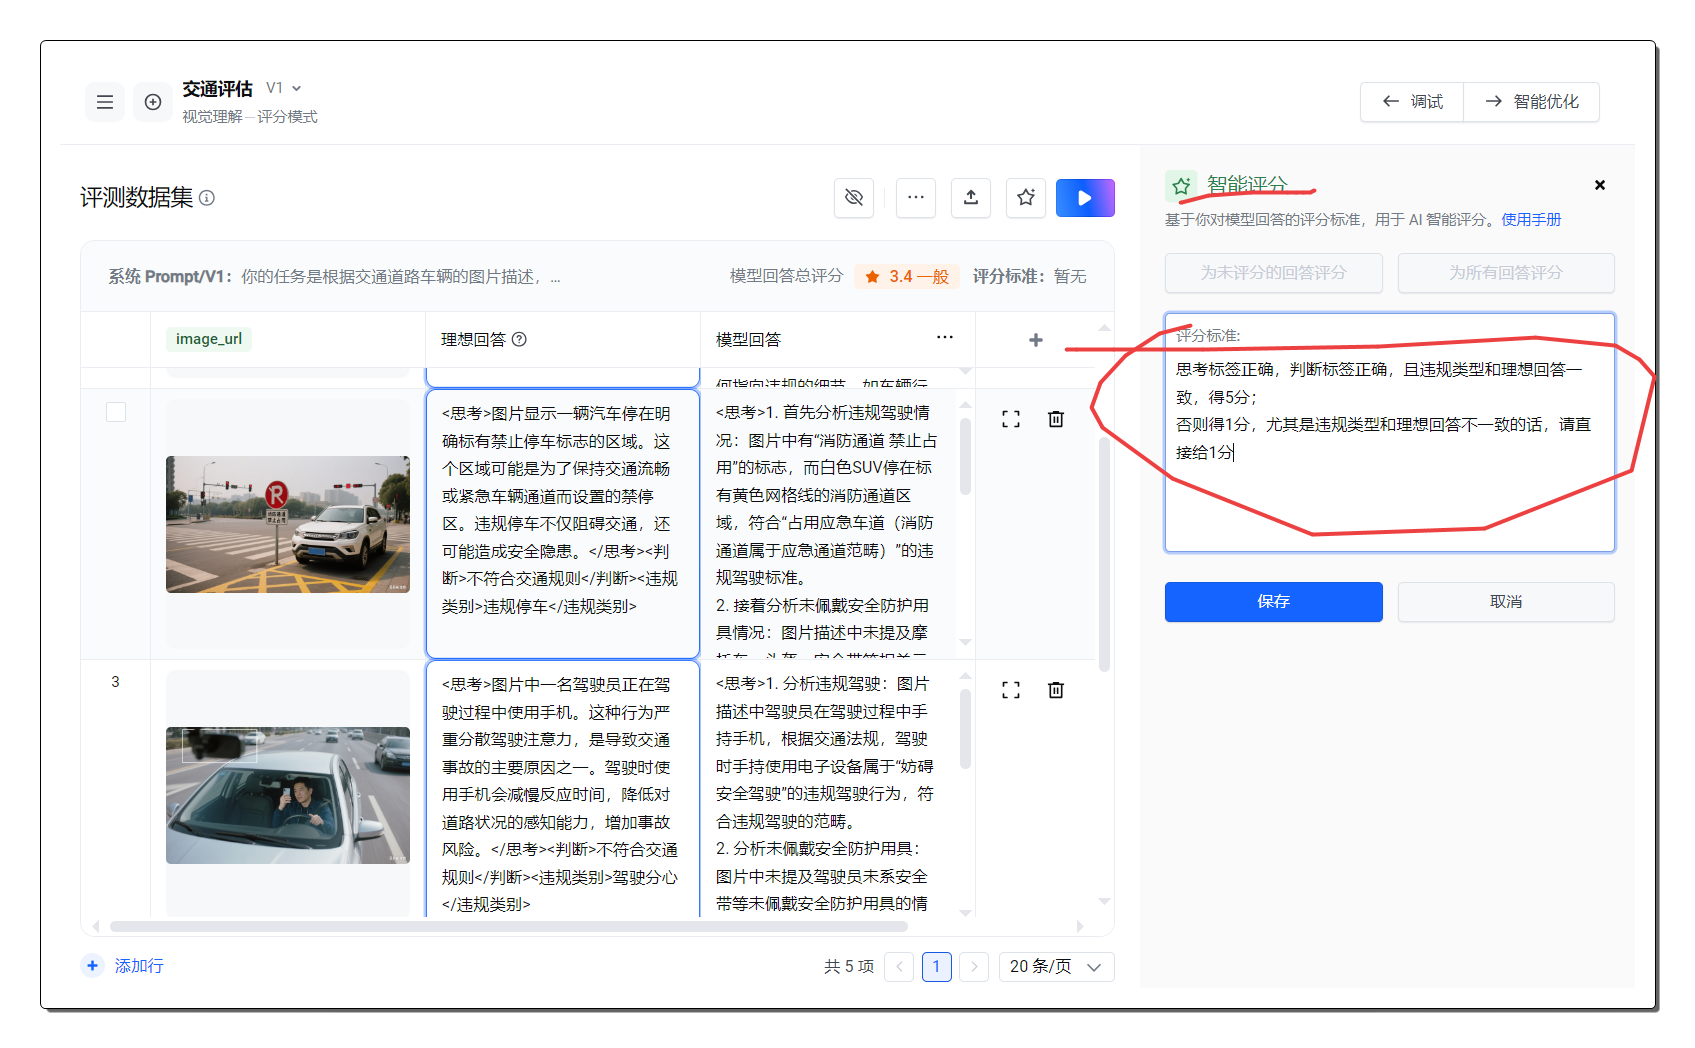 交通评估 V1
视觉理解－评分模式
调试
智能优化
评测数据集
系统 Prompt/V1：你的任务是根据交通道路车辆的图片描述，...
模型回答总评分
3.4 一般
评分标准：暂无
image_url
理想回答
模型回答
何指向违规的细节，如车辆行
<思考>图片显示一辆汽车停在明
确标有禁止停车标志的区域。这
个区域可能是为了保持交通流畅
或紧急车辆通道而设置的禁停
区。违规停车不仅阻碍交通，还
可能造成安全隐患。</思考><判
断>不符合交通规则</判断><违规
类别>违规停车</违规类别>
<思考>1. 首先分析违规驾驶情
况：图片中有“消防通道 禁止占
用”的标志，而白色SUV停在标
有黄色网格线的消防通道区
域，符合“占用应急车道（消防
通道属于应急通道范畴）”的违
规驾驶标准。
2. 接着分析未佩戴安全防护用
具情况：图片描述中未提及摩
托车、头盔、安全带等相关元
3
<思考>图片中一名驾驶员正在驾
驶过程中使用手机。这种行为严
重分散驾驶注意力，是导致交通
事故的主要原因之一。驾驶时使
用手机会减慢反应时间，降低对
道路状况的感知能力，增加事故
风险。</思考><判断>不符合交通
规则</判断><违规类别>驾驶分心
</违规类别>
<思考>1. 分析违规驾驶：图片
描述中驾驶员在驾驶过程中手
持手机，根据交通法规，驾驶
时手持使用电子设备属于“妨碍
安全驾驶”的违规驾驶行为，符
合违规驾驶的范畴。
2. 分析未佩戴安全防护用具：
图片中未提及驾驶员未系安全
带等未佩戴安全防护用具的情
添加行
共 5 项
1
20 条/页
智能评分
基于你对模型回答的评分标准，用于 AI 智能评分。使用手册
为未评分的回答评分
为所有回答评分
评分标准:
思考标签正确，判断标签正确，且违规类型和理想回答一
致，得5分；
否则得1分，尤其是违规类型和理想回答不一致的话，请直
接给1分
保存
取消